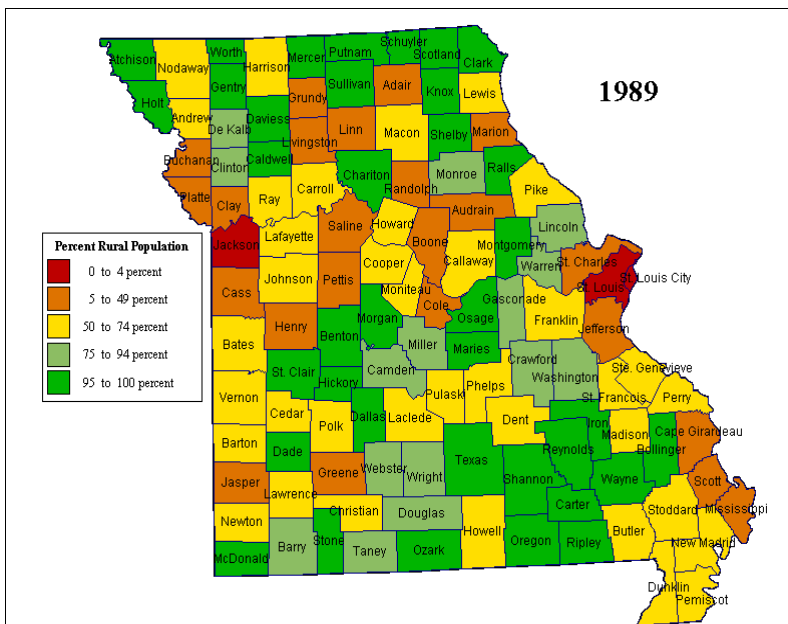 Schuyler
Putnam
Worth
Mercer
Scotland
Atchison
Nodaway
Harrison
Clark
Gentry
Sullivan
Adair
Knox
Lewis
Holt
Grundy
1989
Andrew
Daviess
De Kalb
Linn
Macon
Shelby
Marion
Livingston
Buchanan
Clinton
Caldwell
Chariton
Monroe
Ralls
Platte
Clay
Ray
Carroll
Randolph
Pike
Audrain
Saline
Howard
Lincoln
Jackson
Lafayette
Boone
Montgomery
Percent Rural Population
0 to 4 percent
5 to 49 percent
50 to 74 percent
75 to 94 percent
95 to 100 percent
Cooper
Callaway
Warren
St. Charles
St. Louis City
St. Louis
Johnson
Pettis
Moniteau
Cass
Cole
Gasconade
Franklin
Jefferson
Henry
Morgan
Osage
Benton
Miller
Bates
Maries
St. Clair
Camden
Crawford
Washington
Ste. Genevieve
Hickory
Vernon
Pulaski
Phelps
St. Francois
Perry
Cedar
Polk
Dallas
Laclede
Dent
Iron
Madison
Cape Girardeau
Barton
Dade
Reynolds
Bollinger
Jasper
Greene
Webster
Wright
Texas
Shannon
Wayne
Scott
Lawrence
Mississippi
Christian
Douglas
Carter
Stoddard
Newton
Howell
Butler
Barry
Stone
Taney
Ozark
Oregon
Ripley
New Madrid
McDonald
Dunklin
Pemiscot